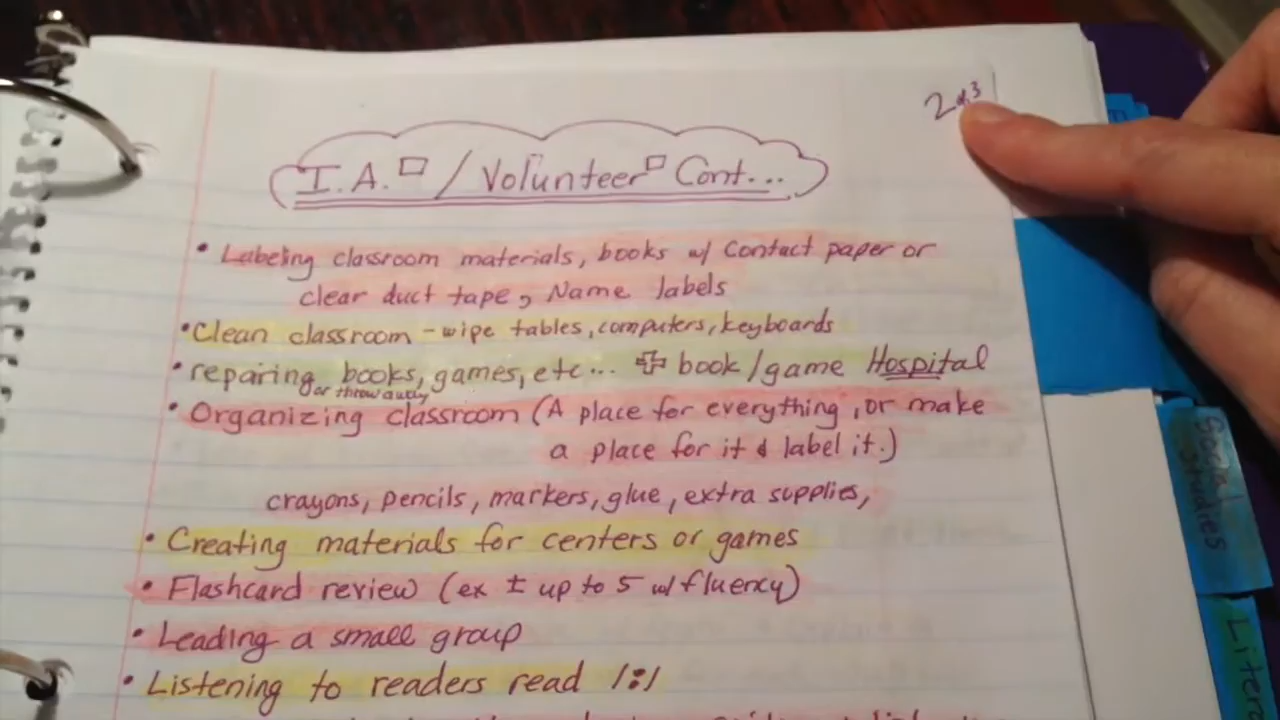 2 of 3
I.A.□ / Volunteer□ Cont...
• Labeling classroom materials, books w/ contact paper or
clear duct tape, Name labels
• Clean classroom - wipe tables, computers, keyboards
• repairing books, games, etc... book/game Hospital
or throw away
• Organizing classroom (A place for everything, or make
a place for it & label it.)
crayons, pencils, markers, glue, extra supplies,
• Creating materials for centers or games
• Flashcard review (ex ± up to 5 w/ fluency)
• Leading a small group
• Listening to readers read 1:1
Social
Studies
Litera